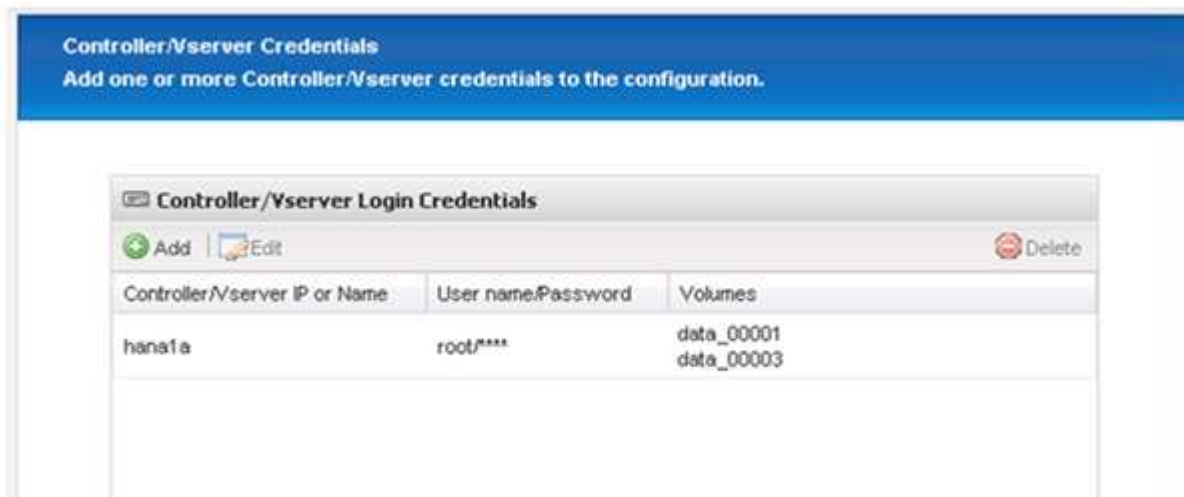 Controller/Vserver Credentials
Add one or more Controller/Vserver credentials to the configuration.
Controller/Vserver Login Credentials
Add Edit Delete
Controller/Vserver IP or Name User name/Password Volumes
hana1a root/**** data_00001
data_00003